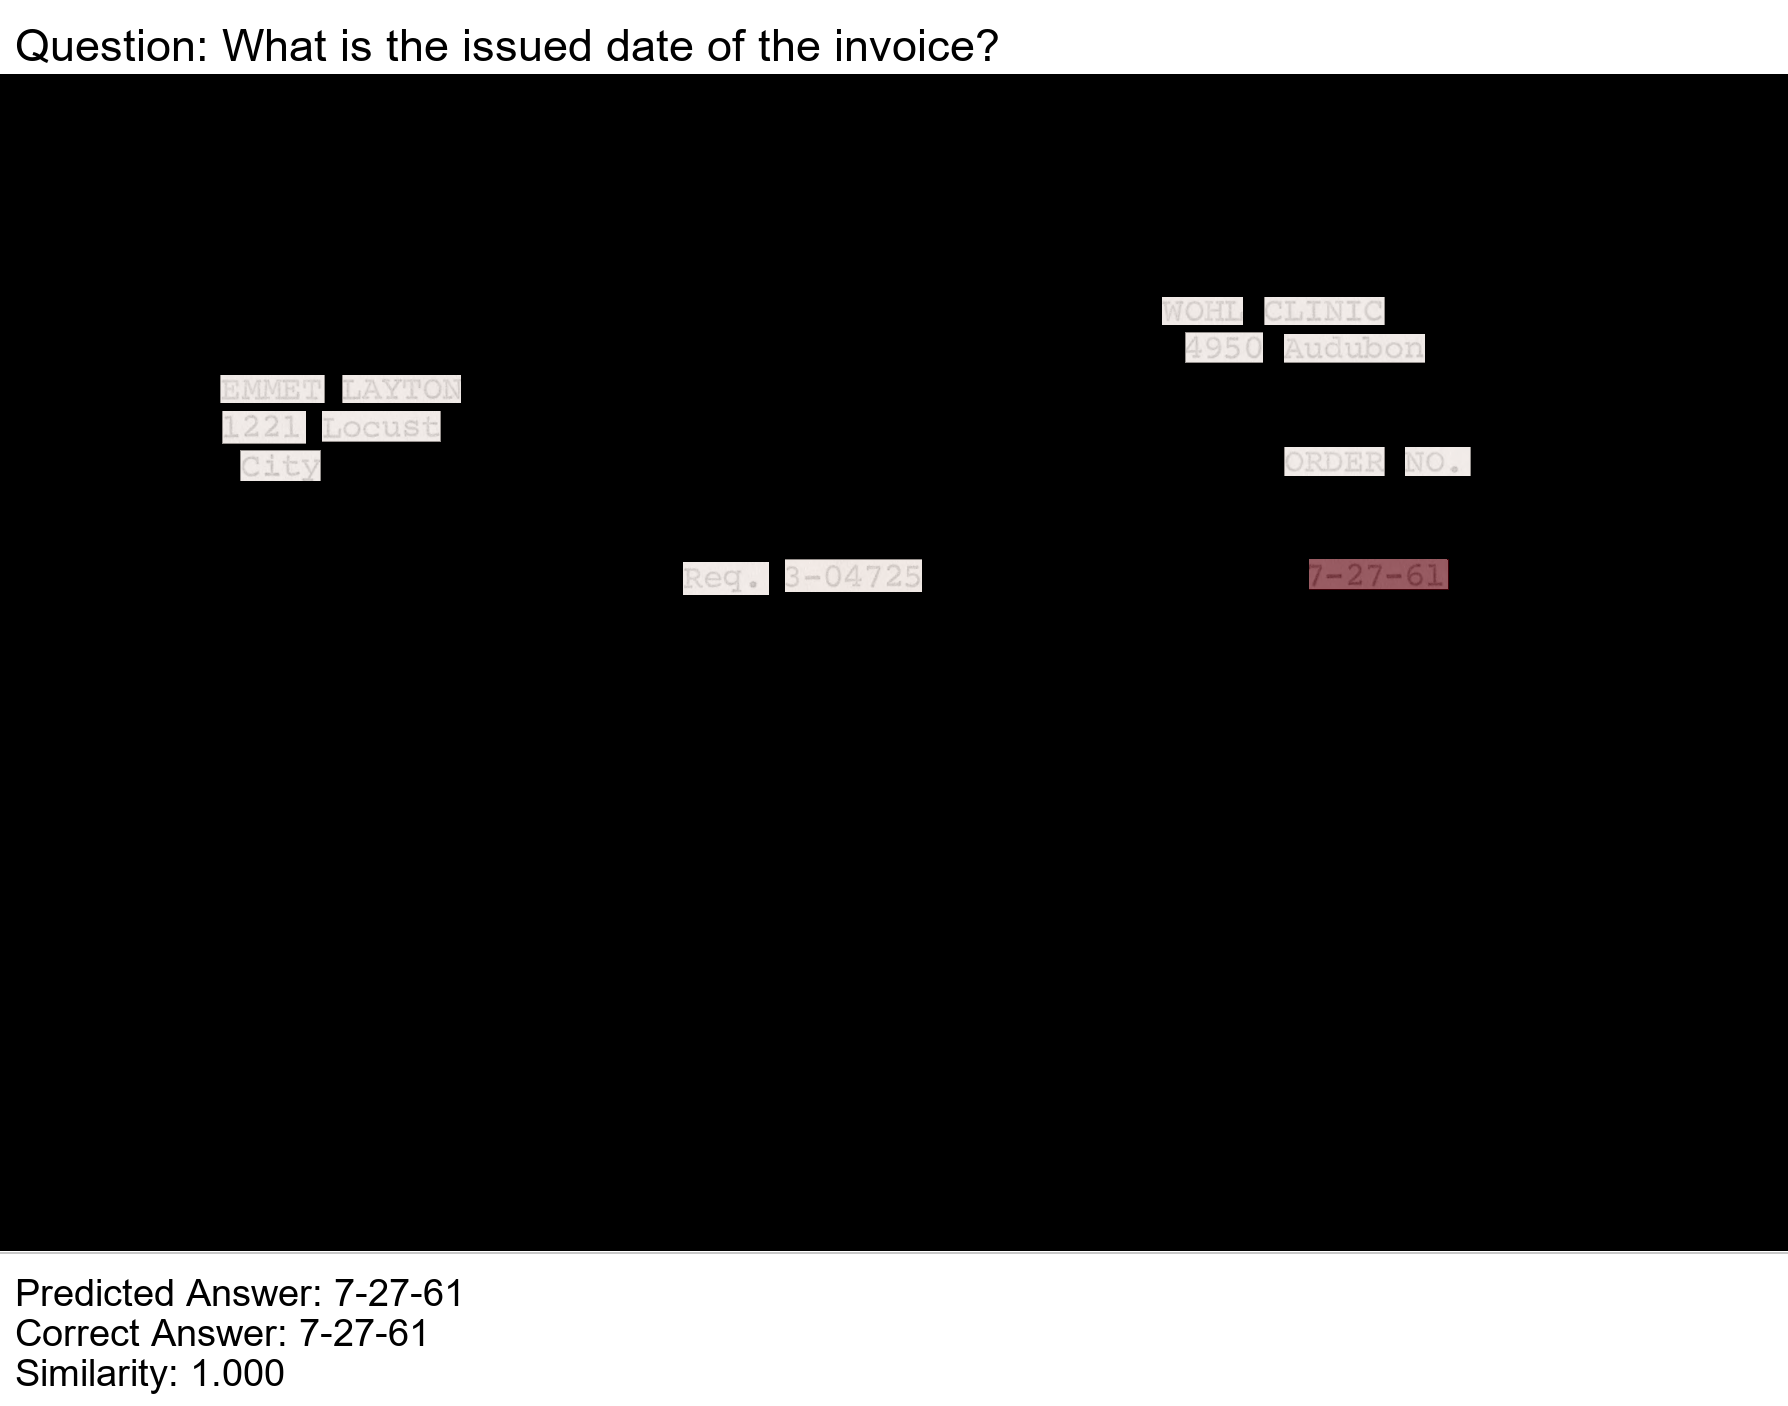 Question: What is the issued date of the invoice?
WOHL CLINIC
4950 Audubon
EMMET LAYTON
1221 Locust
City
ORDER NO.
Req. 3-04725
7-27-61
Predicted Answer: 7-27-61
Correct Answer: 7-27-61
Similarity: 1.000